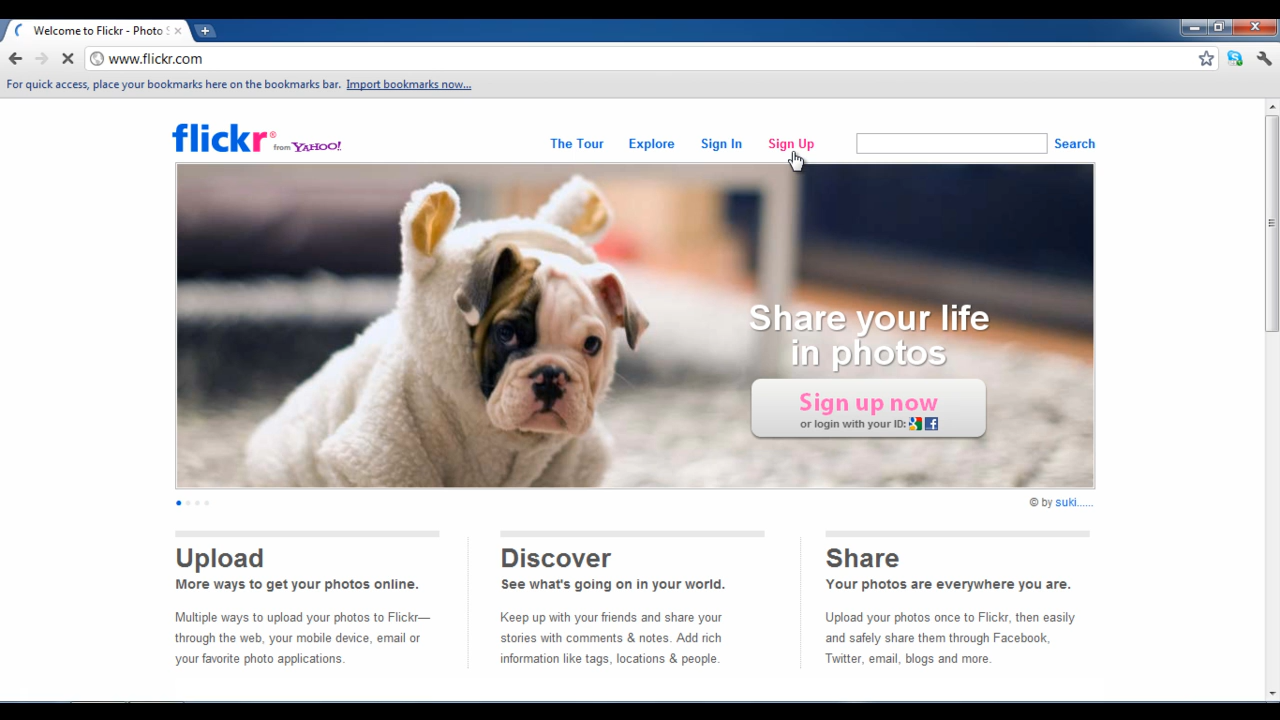 Welcome to Flickr - Photo S
www.flickr.com
For quick access, place your bookmarks here on the bookmarks bar. Import bookmarks now...
flickr® from YAHOO!
The Tour Explore Sign In Sign Up Search
Share your life
in photos
Sign up now
or login with your ID:
© by suki......
Upload
More ways to get your photos online.
Multiple ways to upload your photos to Flickr—
through the web, your mobile device, email or
your favorite photo applications.
Discover
See what's going on in your world.
Keep up with your friends and share your
stories with comments & notes. Add rich
information like tags, locations & people.
Share
Your photos are everywhere you are.
Upload your photos once to Flickr, then easily
and safely share them through Facebook,
Twitter, email, blogs and more.